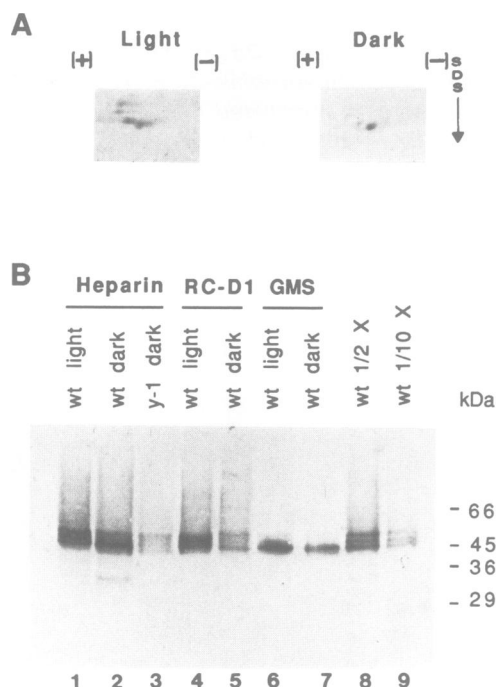 A
Light
Dark
[+]
[−]
[+]
[−]
SDS
B
Heparin
RC-D1
GMS
wt light
wt dark
y-1 dark
wt light
wt dark
wt light
wt dark
wt 1/2 X
wt 1/10 X
kDa
- 66
- 45
- 36
- 29
1 2 3 4 5 6 7 8 9